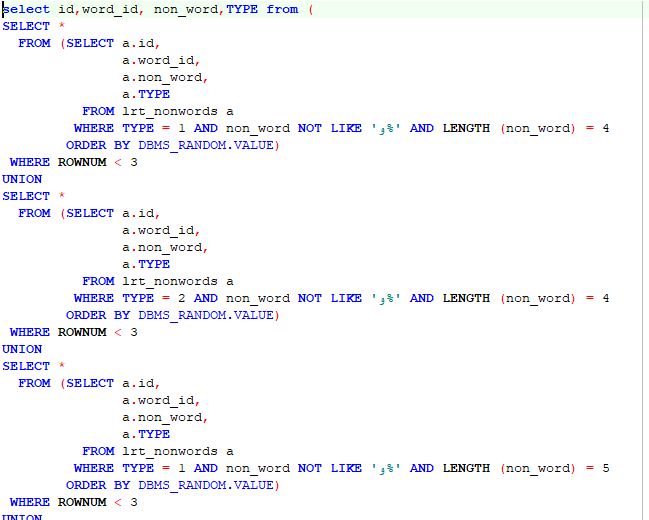 select id,word_id, non_word,TYPE from (
SELECT *
FROM (SELECT a.id,
a.word_id,
a.non_word,
a.TYPE
FROM lrt_nonwords a
WHERE TYPE = 1 AND non_word NOT LIKE 'و%' AND LENGTH (non_word) = 4
ORDER BY DBMS_RANDOM.VALUE)
WHERE ROWNUM < 3
UNION
SELECT *
FROM (SELECT a.id,
a.word_id,
a.non_word,
a.TYPE
FROM lrt_nonwords a
WHERE TYPE = 2 AND non_word NOT LIKE 'و%' AND LENGTH (non_word) = 4
ORDER BY DBMS_RANDOM.VALUE)
WHERE ROWNUM < 3
UNION
SELECT *
FROM (SELECT a.id,
a.word_id,
a.non_word,
a.TYPE
FROM lrt_nonwords a
WHERE TYPE = 1 AND non_word NOT LIKE 'و%' AND LENGTH (non_word) = 5
ORDER BY DBMS_RANDOM.VALUE)
WHERE ROWNUM < 3
UNION